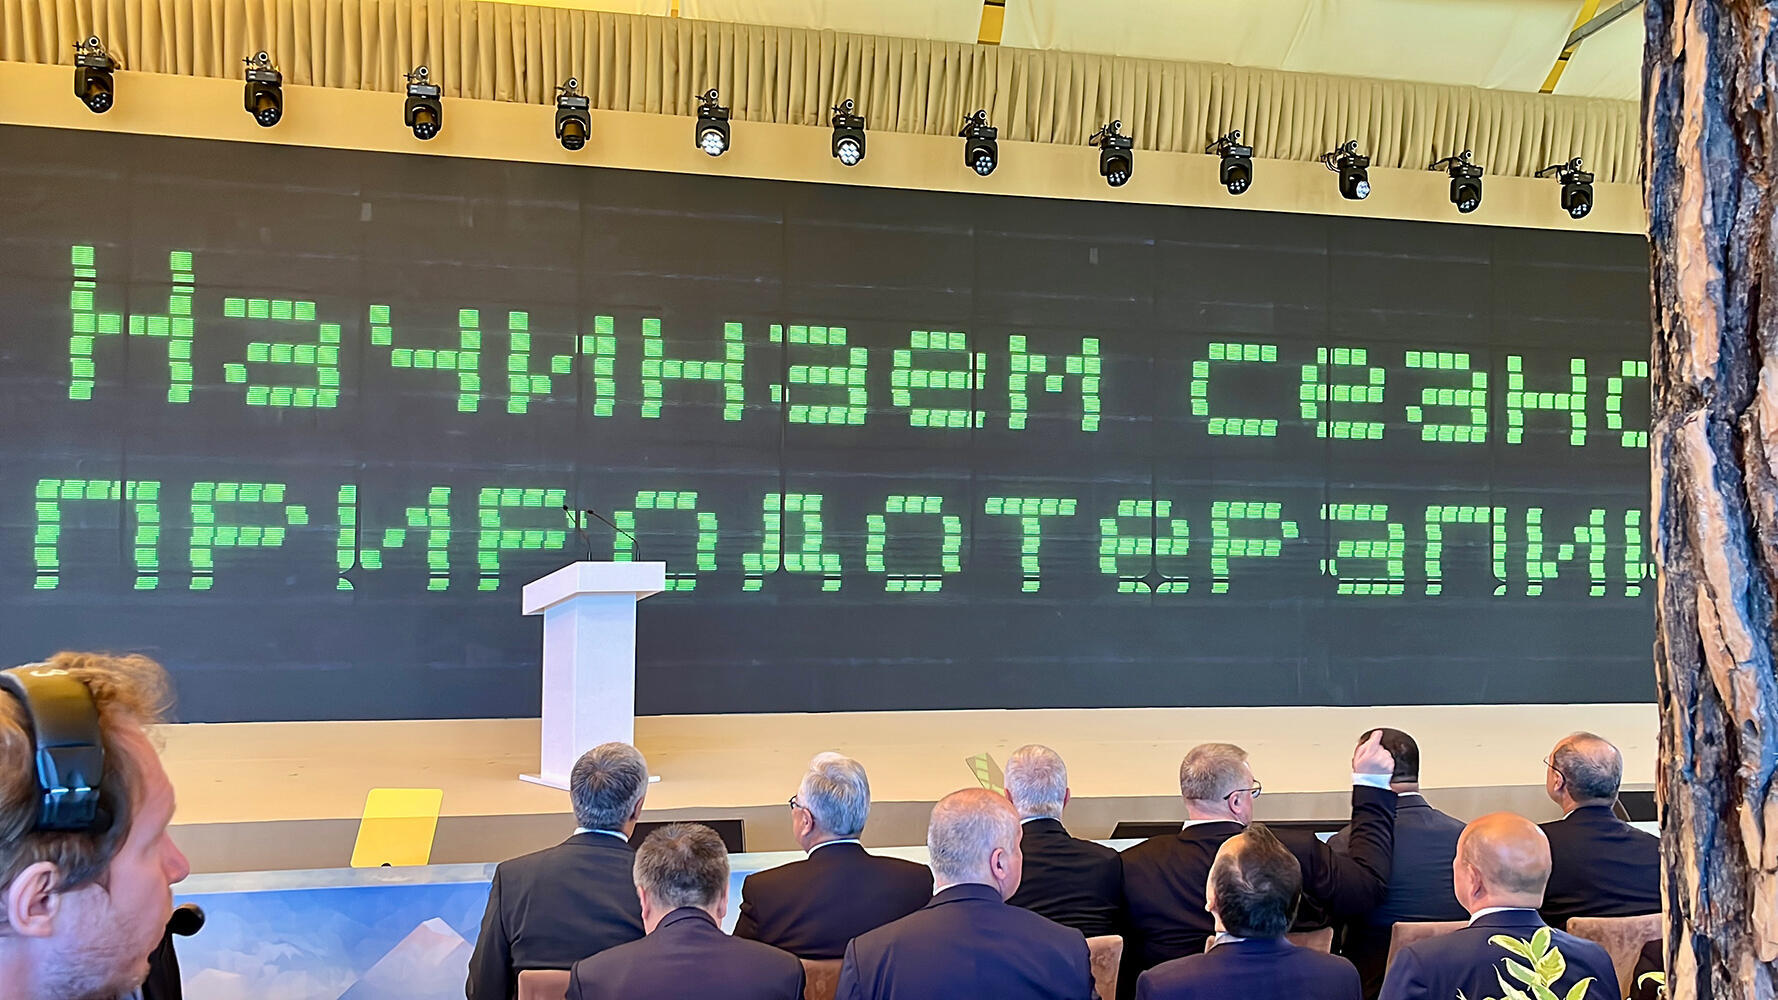 Начинаем сеанс
природотерапии